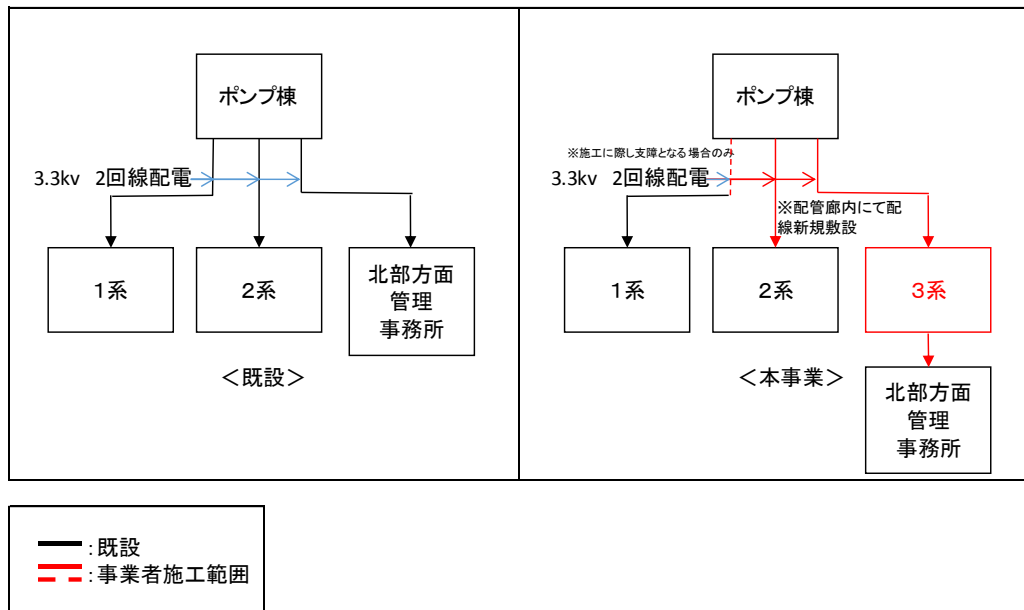 ポンプ棟
3.3kv 2回線配電
1系
2系
北部方面
管理
事務所
＜既設＞
ポンプ棟
※施工に際し支障となる場合のみ
3.3kv 2回線配電
※配管廊内にて配
線新規敷設
1系
2系
3系
＜本事業＞
北部方面
管理
事務所
：既設
：事業者施工範囲